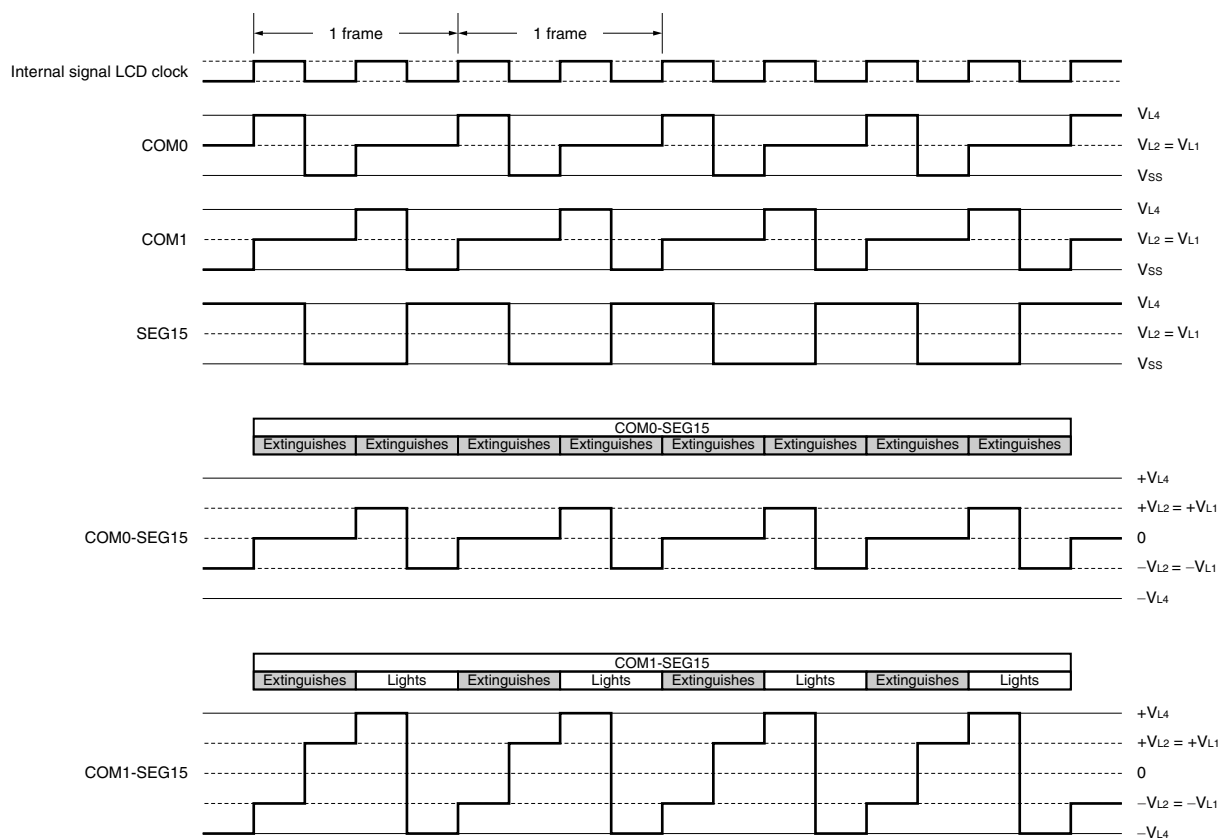 1 frame 1 frame
Internal signal LCD clock
COM0
VL4
VL2 = VL1
VSS
COM1
VL4
VL2 = VL1
VSS
SEG15
VL4
VL2 = VL1
VSS
COM0-SEG15
Extinguishes Extinguishes Extinguishes Extinguishes Extinguishes Extinguishes Extinguishes Extinguishes
COM0-SEG15
+VL4
+VL2 = +VL1
0
−VL2 = −VL1
−VL4
COM1-SEG15
Extinguishes Lights Extinguishes Lights Extinguishes Lights Extinguishes Lights
COM1-SEG15
+VL4
+VL2 = +VL1
0
−VL2 = −VL1
−VL4